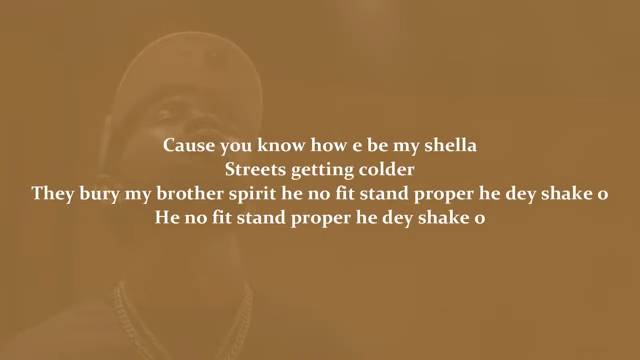 Cause you know how e be my shella
Streets getting colder
They bury my brother spirit he no fit stand proper he dey shake o
He no fit stand proper he dey shake o